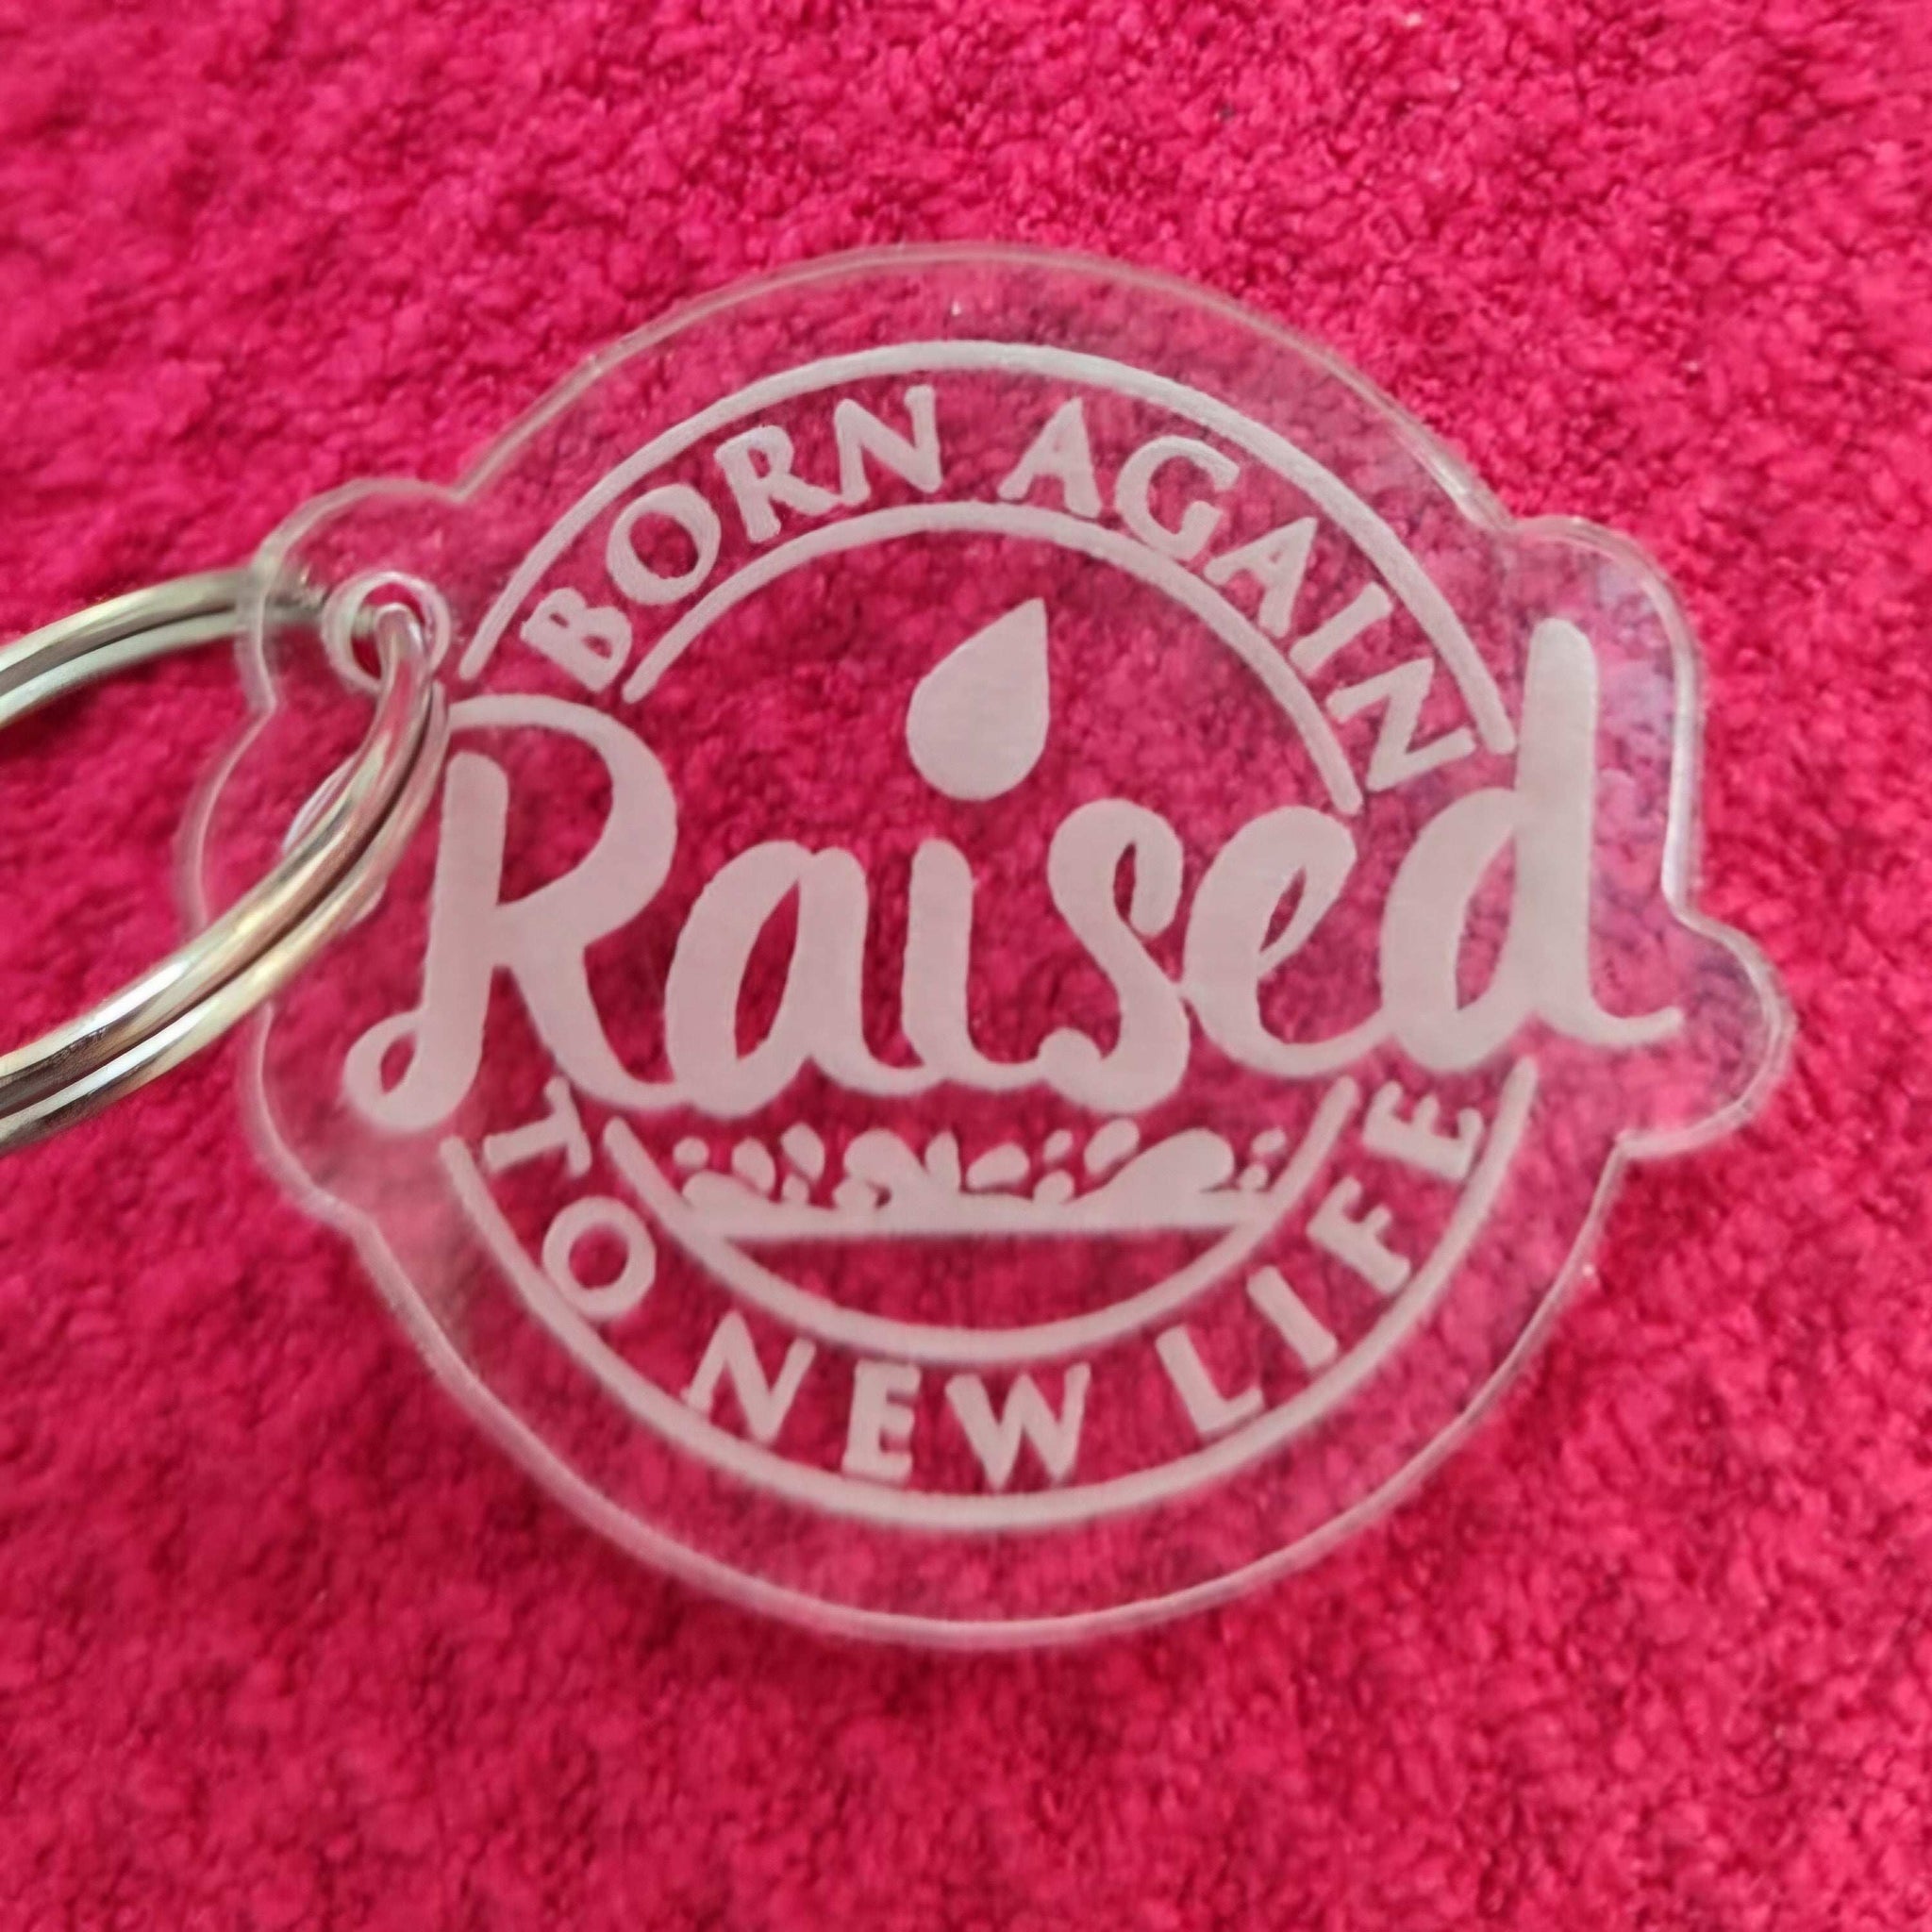 BORN AGAIN
Raised
TO NEW LIFE